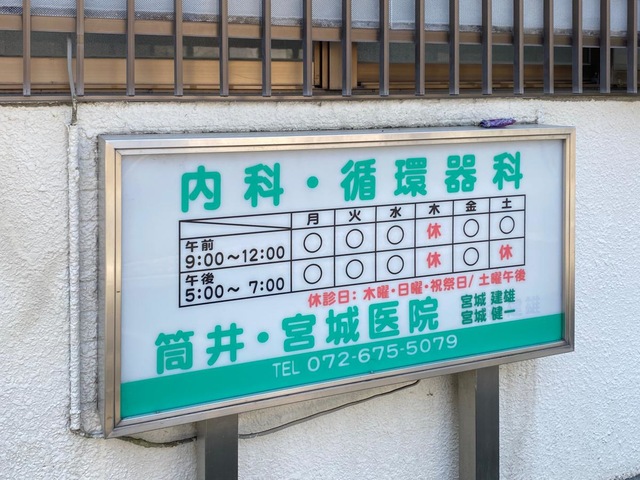 内科・循環器科
月 火 水 木 金 土
午前 9:00～12:00 ○ ○ ○ 休 ○ ○
午後 5:00～ 7:00 ○ ○ ○ 休 ○ 休
休診日: 木曜・日曜・祝祭日/土曜午後
筒井・宮城医院
宮城 建雄
宮城 健一
TEL 072-675-5079